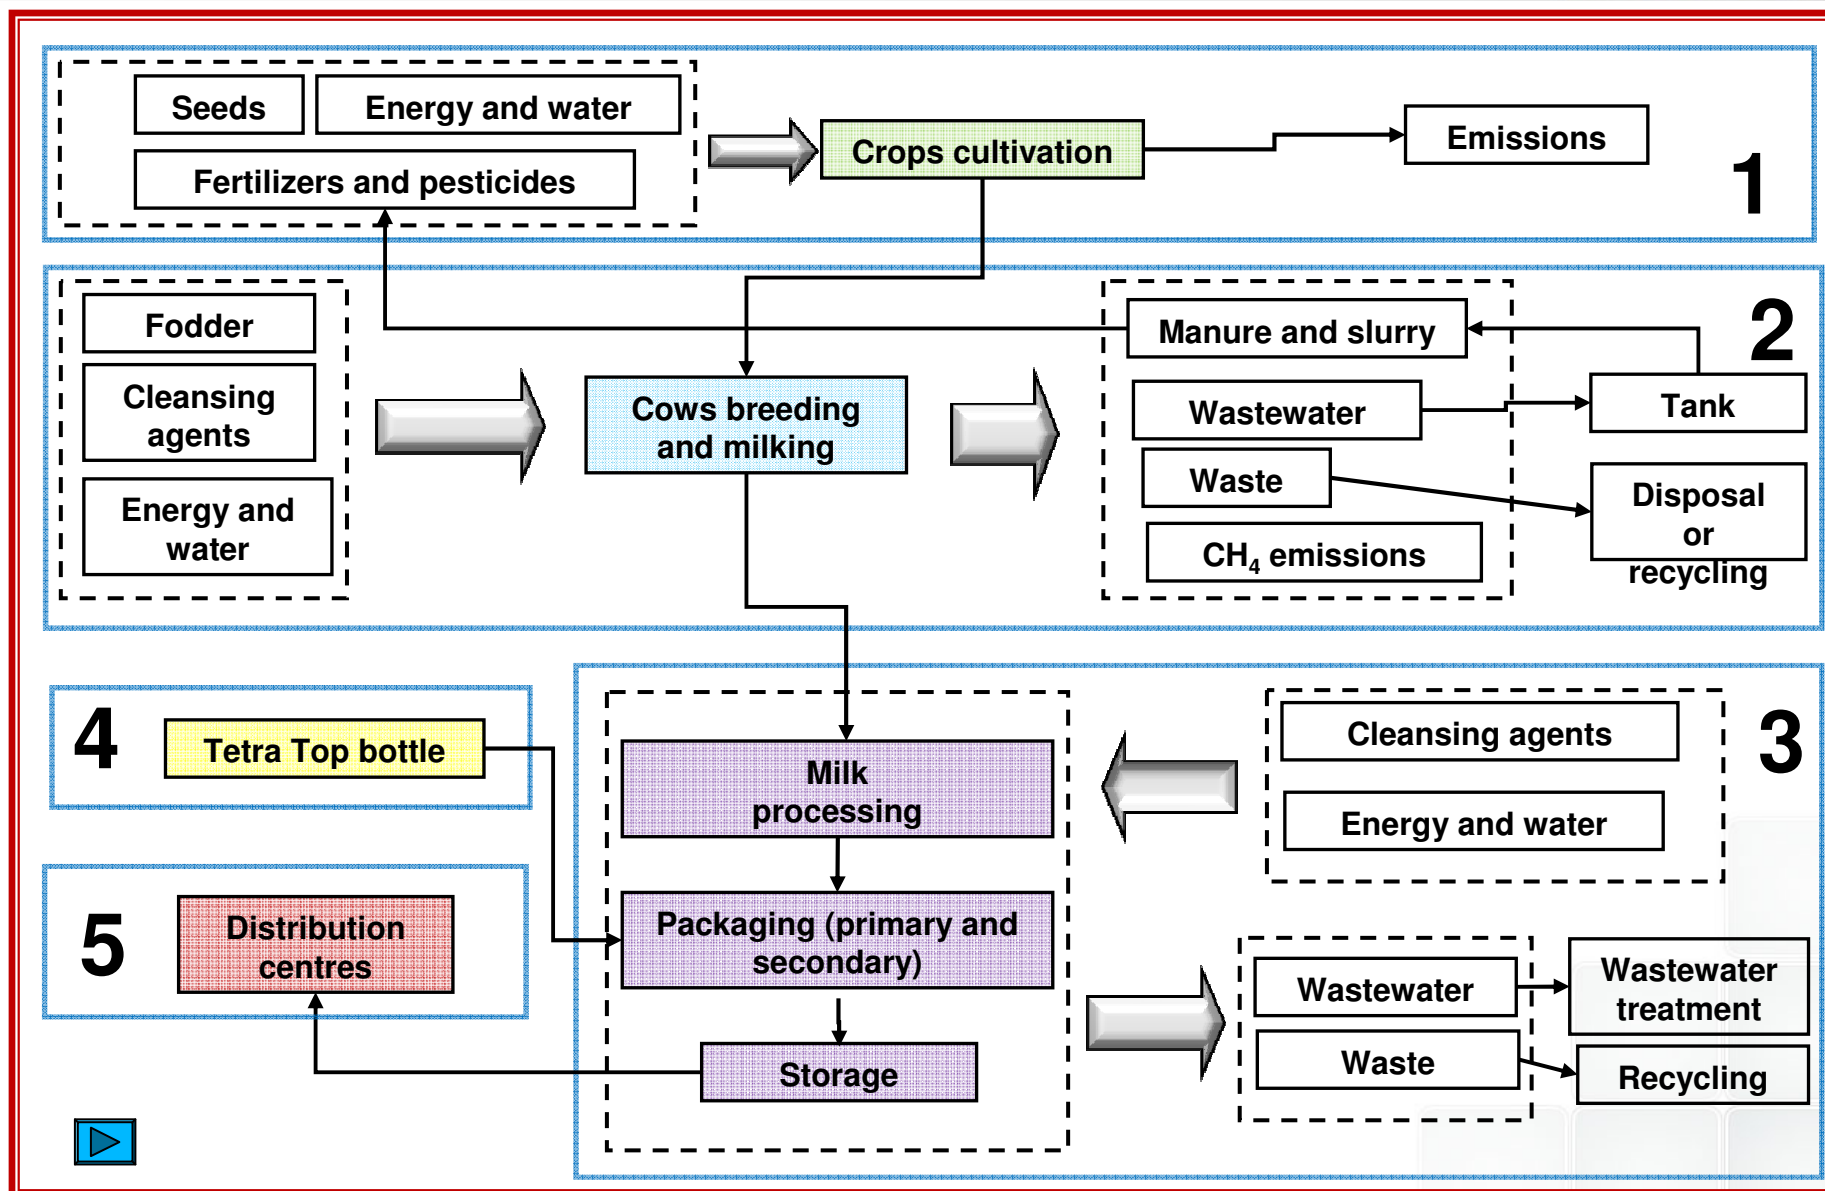 Seeds
Energy and water
Fertilizers and pesticides
Crops cultivation
Emissions
1
Fodder
Cleansing
agents
Energy and
water
Cows breeding
and milking
Manure and slurry
Wastewater
Waste
CH₄ emissions
2
Tank
Disposal
or
recycling
4
Tetra Top bottle
5
Distribution
centres
Milk
processing
Packaging (primary and
secondary)
Storage
Cleansing agents
Energy and water
3
Wastewater
Waste
Wastewater
treatment
Recycling